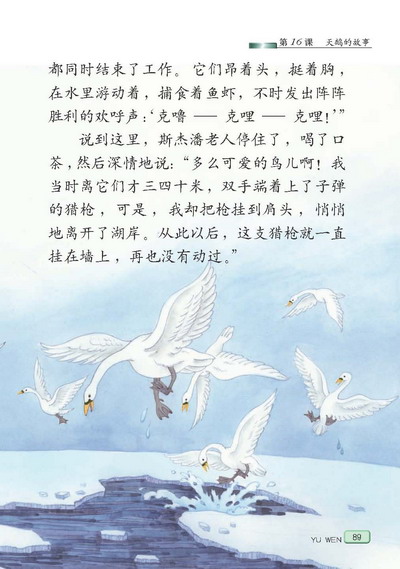 第16课 天鹅的故事
都同时结束了工作。它们昂着头，挺着胸，
在水里游动着，捕食着鱼虾，不时发出阵阵
胜利的欢呼声：‘克噜 —— 克哩 —— 克哩！’”
说到这里，斯杰潘老人停住了，喝了口
茶，然后深情地说：“多么可爱的鸟儿啊！我
当时离它们才三四十米，双手端着上了子弹
的猎枪，可是，我却把枪挂到肩头，悄悄
地离开了湖岸。从此以后，这支猎枪就一直
挂在墙上，再也没有动过。”
YU WEN 89